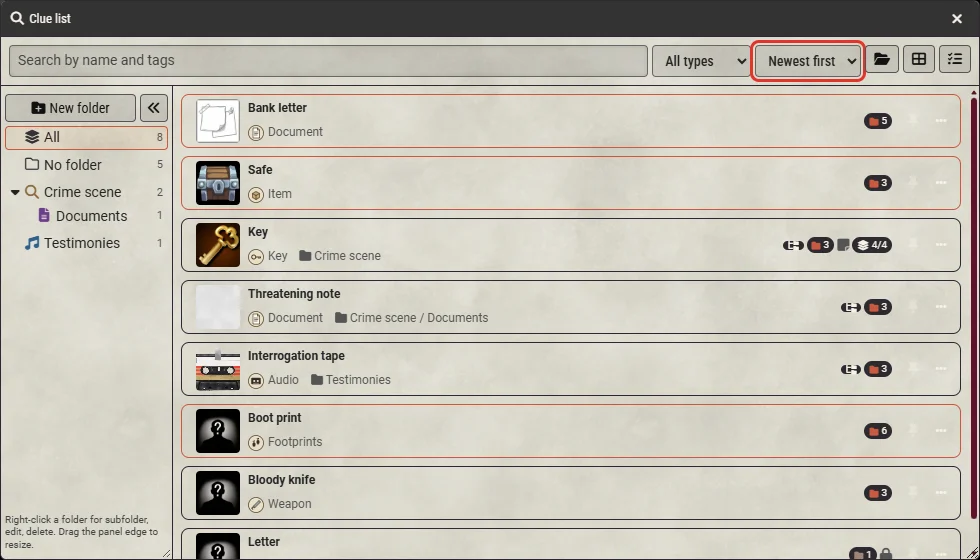 Clue list
Search by name and tags
All types
Newest first
New folder
All 8
No folder 5
Crime scene 2
Documents 1
Testimonies 1
Right-click a folder for subfolder,
edit, delete. Drag the panel edge to
resize.
Bank letter
Document
5
Safe
Item
3
Key
Key Crime scene
3 4/4
Threatening note
Document Crime scene / Documents
3
Interrogation tape
Audio Testimonies
3
Boot print
Footprints
6
Bloody knife
Weapon
3
Letter
1